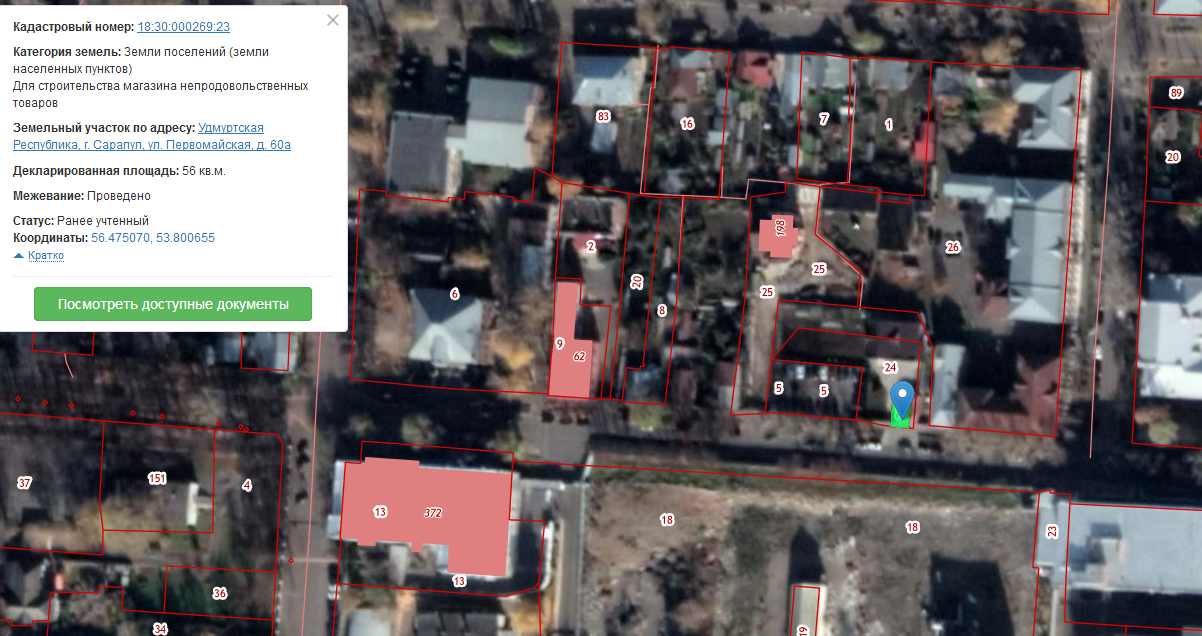 Кадастровый номер: 18:30:000269:23
Категория земель: Земли поселений (земли
населенных пунктов)
Для строительства магазина непродовольственных
товаров
Земельный участок по адресу: Удмуртская
Республика, г. Сарапул, ул. Первомайская, д. 60а
Декларированная площадь: 56 кв.м.
Межевание: Проведено
Статус: Ранее учтенный
Координаты: 56.475070, 53.800655
Кратко
Посмотреть доступные документы
83
16
7
1
89
20
2
198
26
25
20
6
8
25
9
62
24
5
5
37
151
4
13
372
18
18
23
13
36
34
19